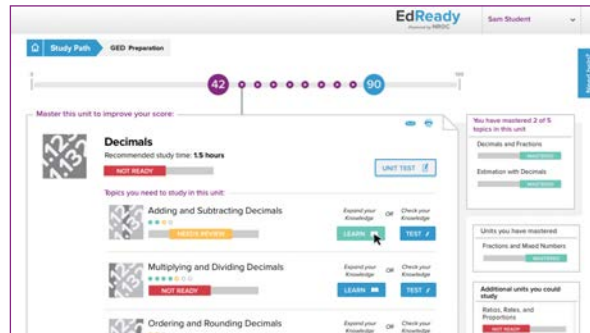 EdReady
Powered by NROC
Sam Student
Study Path
GED Preparation
0
42
90
100
Master this unit to improve your score:
Decimals
Recommended study time: 1.5 hours
NOT READY
UNIT TEST
Topics you need to study in this unit:
Adding and Subtracting Decimals
NEEDS REVIEW
Expand your Knowledge
OR
Check your Knowledge
LEARN
TEST
Multiplying and Dividing Decimals
NOT READY
Expand your Knowledge
OR
Check your Knowledge
LEARN
TEST
Ordering and Rounding Decimals
Expand your Knowledge
OR
Check your Knowledge
You have mastered 2 of 5
topics in this unit
Decimals and Fractions
MASTERED
Estimation with Decimals
MASTERED
Units you have mastered
Fractions and Mixed Numbers
MASTERED
Additional units you could
study
Ratios, Rates, and
Proportions
NOT READY
Need help?